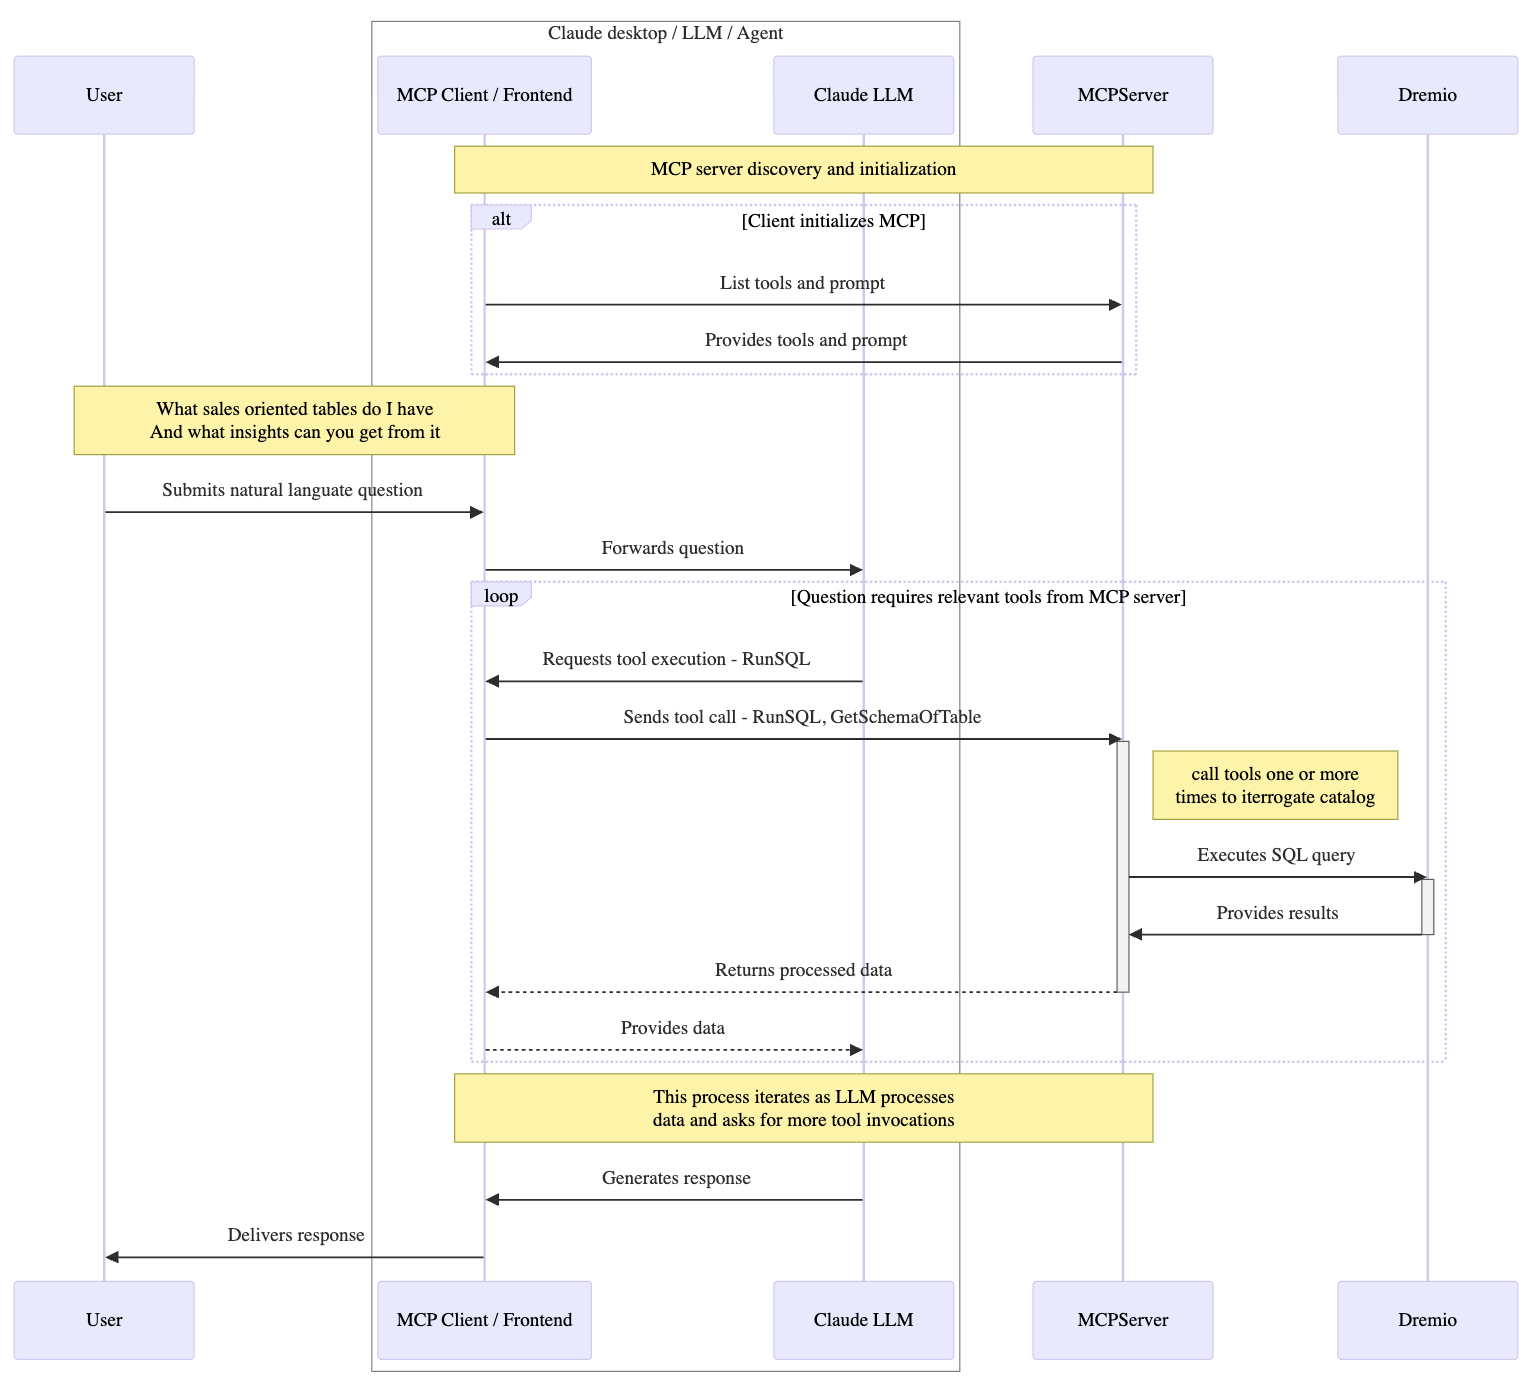 Claude desktop / LLM / Agent
User
MCP Client / Frontend
Claude LLM
MCPServer
Dremio
MCP server discovery and initialization
alt
[Client initializes MCP]
List tools and prompt
Provides tools and prompt
What sales oriented tables do I have
And what insights can you get from it
Submits natural languate question
Forwards question
loop
[Question requires relevant tools from MCP server]
Requests tool execution - RunSQL
Sends tool call - RunSQL, GetSchemaOfTable
call tools one or more
times to iterrogate catalog
Executes SQL query
Provides results
Returns processed data
Provides data
This process iterates as LLM processes
data and asks for more tool invocations
Generates response
Delivers response
User
MCP Client / Frontend
Claude LLM
MCPServer
Dremio